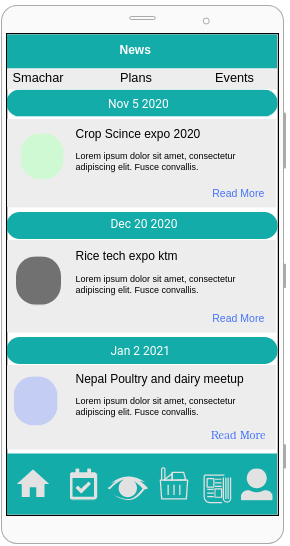 News
Smachar Plans Events
Nov 5 2020
Crop Scince expo 2020
Lorem ipsum dolor sit amet, consectetur
adipiscing elit. Fusce convallis.
Read More
Dec 20 2020
Rice tech expo ktm
Lorem ipsum dolor sit amet, consectetur
adipiscing elit. Fusce convallis.
Read More
Jan 2 2021
Nepal Poultry and dairy meetup
Lorem ipsum dolor sit amet, consectetur
adipiscing elit. Fusce convallis.
Read More